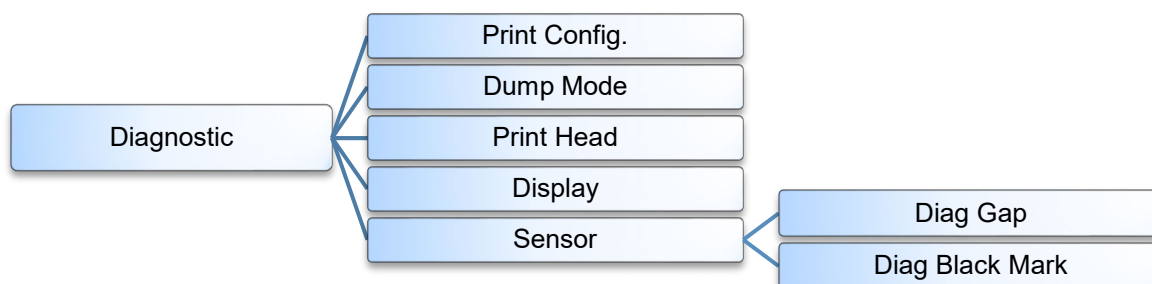 Diagnostic
Print Config.
Dump Mode
Print Head
Display
Sensor
Diag Gap
Diag Black Mark